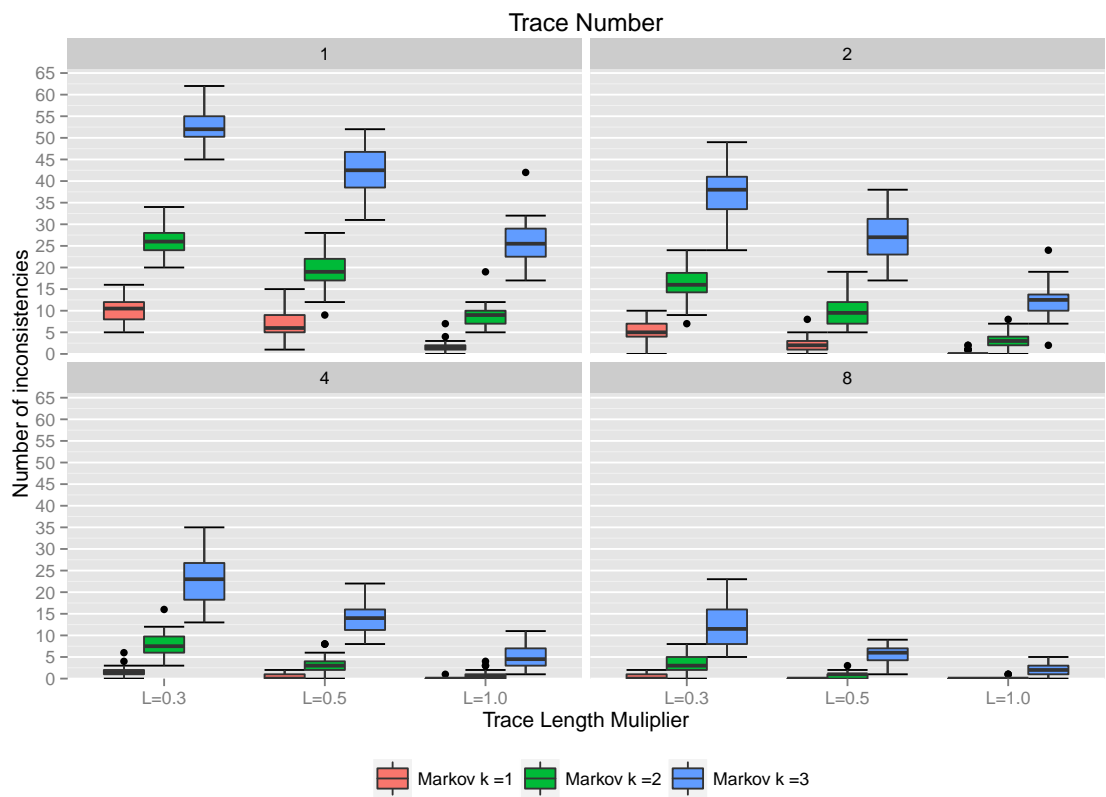 Trace Number
1
2
65
60
55
50
45
40
35
30
25
20
15
10
5
0
4
8
65
60
55
50
45
40
35
30
25
20
15
10
5
0
Number of inconsistencies
L=0.3
L=0.5
L=1.0
L=0.3
L=0.5
L=1.0
Trace Length Muliplier
Markov k =1
Markov k =2
Markov k =3